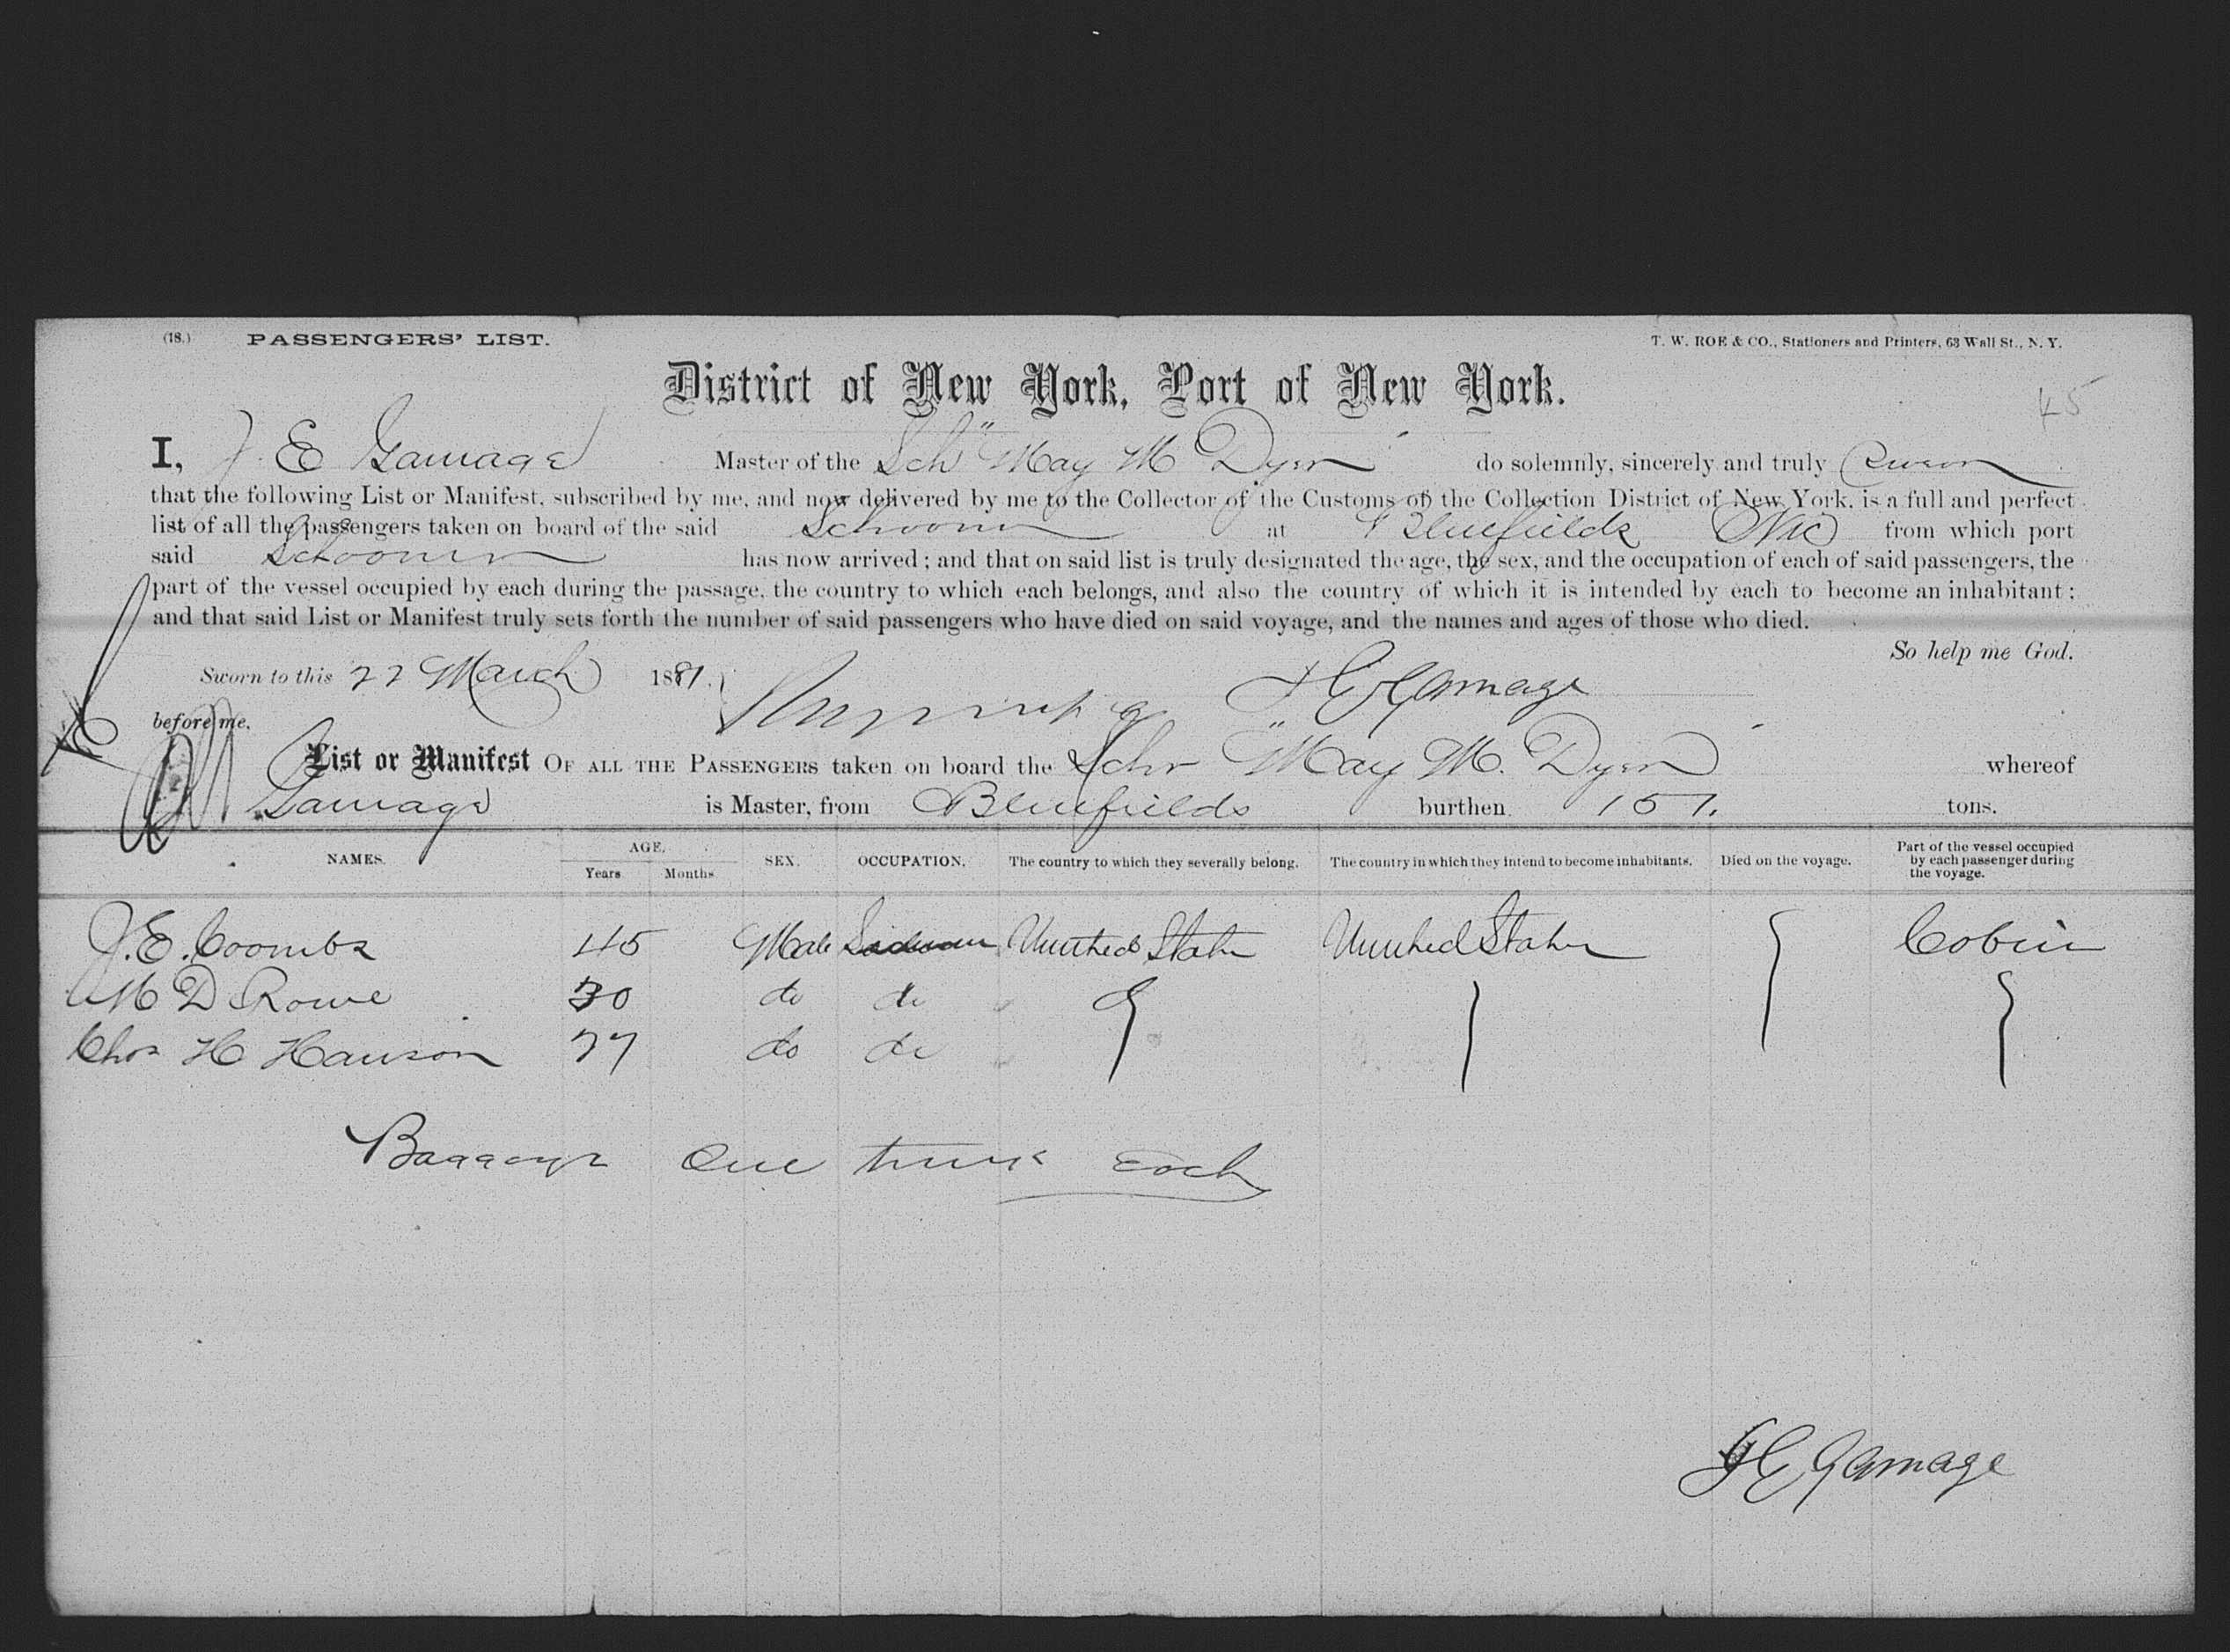 (18.) PASSENGERS' LIST. T. W. ROE & CO., Stationers and Printers, 63 Wall St., N. Y.
District of New York, Port of New York.
45
I, J. E Gamage Master of the Sch "May M Dyer" do solemnly, sincerely and truly Swear
that the following List or Manifest, subscribed by me, and now delivered by me to the Collector of the Customs of the Collection District of New York, is a full and perfect
list of all the passengers taken on board of the said Schooner at Bluefields Nic from which port
said Schooner has now arrived; and that on said list is truly designated the age, the sex, and the occupation of each of said passengers, the
part of the vessel occupied by each during the passage, the country to which each belongs, and also the country of which it is intended by each to become an inhabitant;
and that said List or Manifest truly sets forth the number of said passengers who have died on said voyage, and the names and ages of those who died.
So help me God.
Sworn to this 22 March 1881. J E Gamage
before me,
List or Manifest OF ALL THE PASSENGERS taken on board the Schr "May M. Dyer" whereof
Gamage is Master, from Bluefields burthen 157. tons.
NAMES. AGE. Years Months SEX. OCCUPATION. The country to which they severally belong. The country in which they intend to become inhabitants. Died on the voyage. Part of the vessel occupied by each passenger during the voyage.
J. E. Coombs 45 Male United States United States Cabin
M D Rowe 30 do do
Chas H Hanson 27 do do
Baggage One trunk Each
J E Gamage